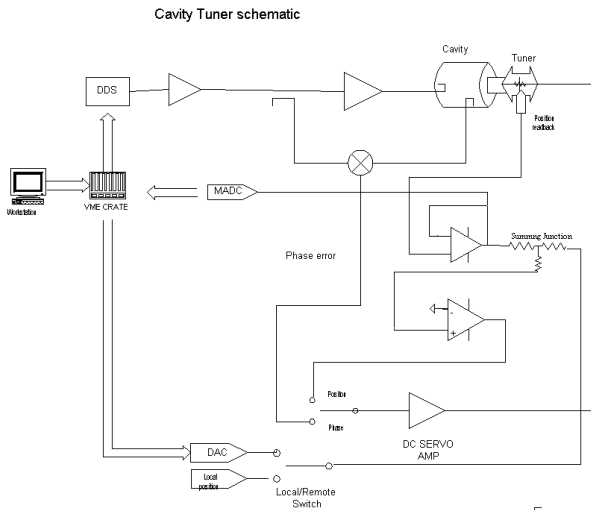 Cavity Tuner schematic
Cavity
Tuner
DDS
Position
readback
MADC
Workstation
VME CRATE
Summing Junction
Phase error
-
+
Position
Phase
DC SERVO
AMP
DAC
Local
position
Local/Remote
Switch